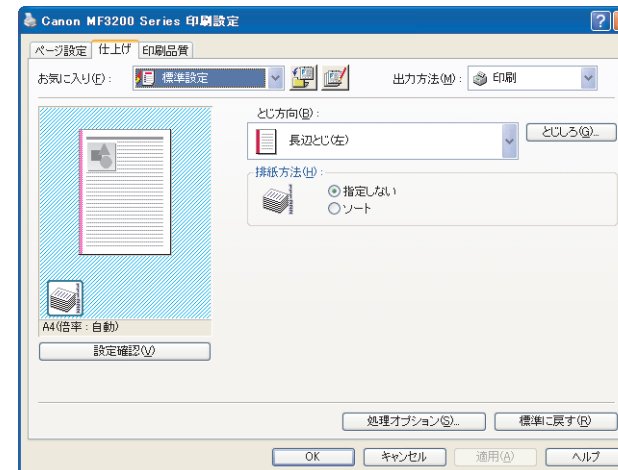 Canon MF3200 Series 印刷設定
ページ設定 仕上げ 印刷品質
お気に入り(F): 標準設定 出力方法(M): 印刷
とじ方向(B):
長辺とじ(左) とじしろ(G)...
排紙方法(H):
指定しない
ソート
A4(倍率:自動)
設定確認(V)
処理オプション(S)... 標準に戻す(R)
OK キャンセル 適用(A) ヘルプ